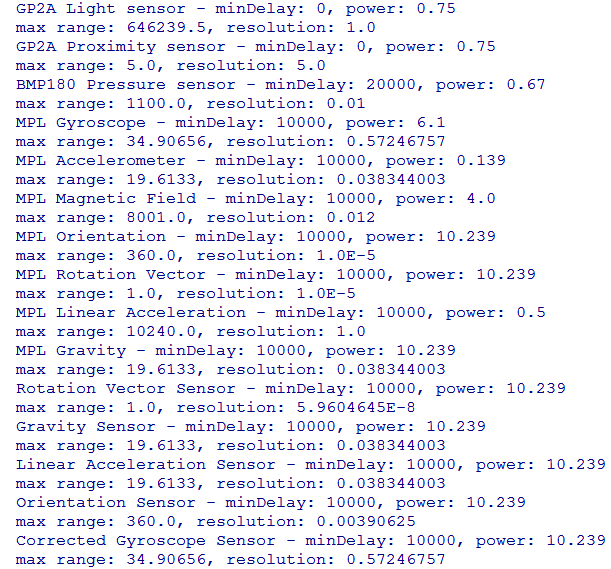 GP2A Light sensor - minDelay: 0, power: 0.75
max range: 646239.5, resolution: 1.0
GP2A Proximity sensor - minDelay: 0, power: 0.75
max range: 5.0, resolution: 5.0
BMP180 Pressure sensor - minDelay: 20000, power: 0.67
max range: 1100.0, resolution: 0.01
MPL Gyroscope - minDelay: 10000, power: 6.1
max range: 34.90656, resolution: 0.57246757
MPL Accelerometer - minDelay: 10000, power: 0.139
max range: 19.6133, resolution: 0.038344003
MPL Magnetic Field - minDelay: 10000, power: 4.0
max range: 8001.0, resolution: 0.012
MPL Orientation - minDelay: 10000, power: 10.239
max range: 360.0, resolution: 1.0E-5
MPL Rotation Vector - minDelay: 10000, power: 10.239
max range: 1.0, resolution: 1.0E-5
MPL Linear Acceleration - minDelay: 10000, power: 0.5
max range: 10240.0, resolution: 1.0
MPL Gravity - minDelay: 10000, power: 10.239
max range: 19.6133, resolution: 0.038344003
Rotation Vector Sensor - minDelay: 10000, power: 10.239
max range: 1.0, resolution: 5.9604645E-8
Gravity Sensor - minDelay: 10000, power: 10.239
max range: 19.6133, resolution: 0.038344003
Linear Acceleration Sensor - minDelay: 10000, power: 10.239
max range: 19.6133, resolution: 0.038344003
Orientation Sensor - minDelay: 10000, power: 10.239
max range: 360.0, resolution: 0.00390625
Corrected Gyroscope Sensor - minDelay: 10000, power: 10.239
max range: 34.90656, resolution: 0.57246757